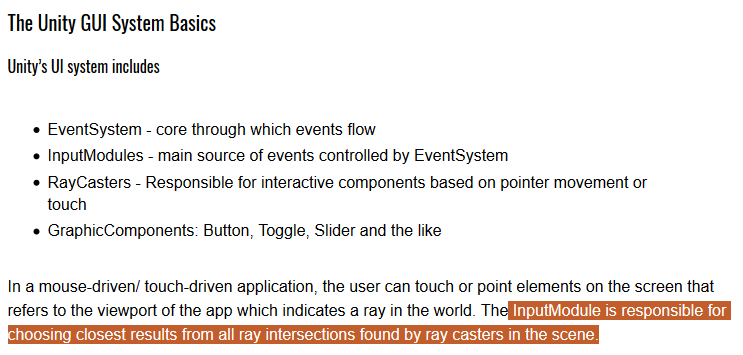 The Unity GUI System Basics
Unity's UI system includes
• EventSystem - core through which events flow
• InputModules - main source of events controlled by EventSystem
• RayCasters - Responsible for interactive components based on pointer movement or
touch
• GraphicComponents: Button, Toggle, Slider and the like
In a mouse-driven/ touch-driven application, the user can touch or point elements on the screen that
refers to the viewport of the app which indicates a ray in the world. The InputModule is responsible for
choosing closest results from all ray intersections found by ray casters in the scene.